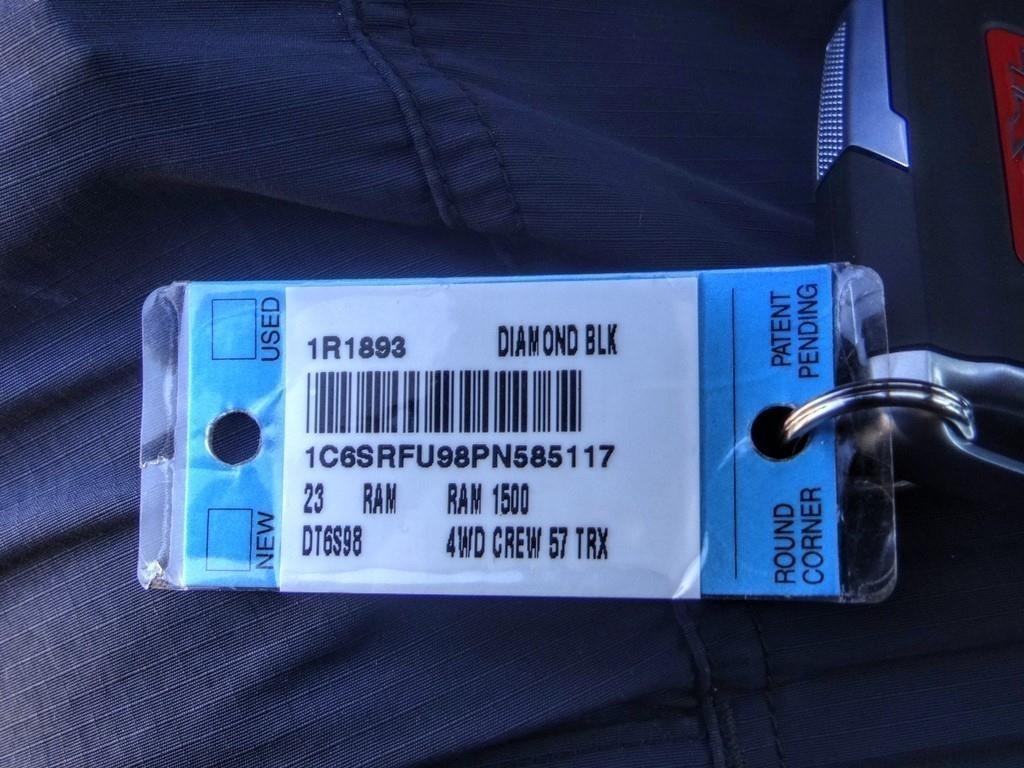 USED
NEW
1R1893 DIAMOND BLK
1C6SRFU98PN585117
23 RAM RAM 1500
DT6S98 4WD CREW 57 TRX
PATENT
PENDING
ROUND
CORNER